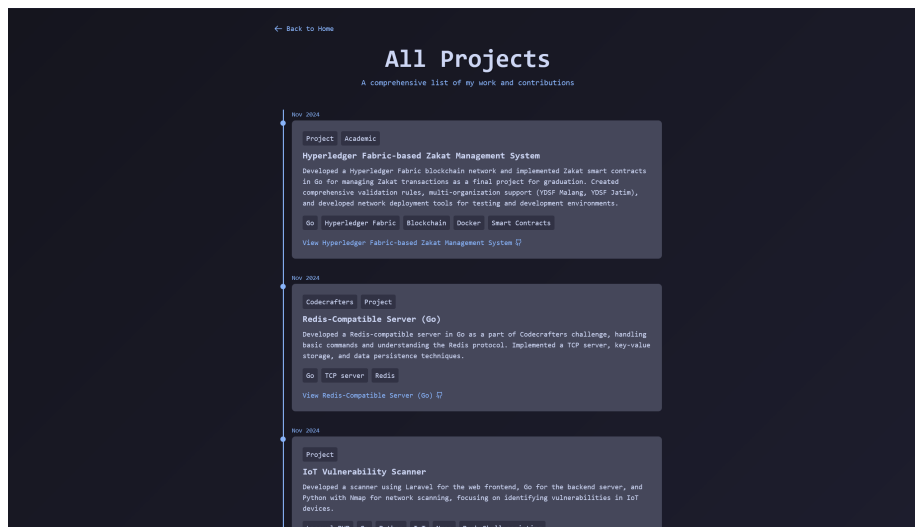 Back to Home
All Projects
A comprehensive list of my work and contributions
Nov 2024
Project Academic
Hyperledger Fabric-based Zakat Management System
Developed a Hyperledger Fabric blockchain network and implemented Zakat smart contracts
in Go for managing Zakat transactions as a final project for graduation. Created
comprehensive validation rules, multi-organization support (YDSF Malang, YDSF Jatim),
and developed network deployment tools for testing and development environments.
Go Hyperledger Fabric Blockchain Docker Smart Contracts
View Hyperledger Fabric-based Zakat Management System
Nov 2024
Codecrafters Project
Redis-Compatible Server (Go)
Developed a Redis-compatible server in Go as a part of Codecrafters challenge, handling
basic commands and understanding the Redis protocol. Implemented a TCP server, key-value
storage, and data persistence techniques.
Go TCP server Redis
View Redis-Compatible Server (Go)
Nov 2024
Project
IoT Vulnerability Scanner
Developed a scanner using Laravel for the web frontend, Go for the backend server, and
Python with Nmap for network scanning, focusing on identifying vulnerabilities in IoT
devices.